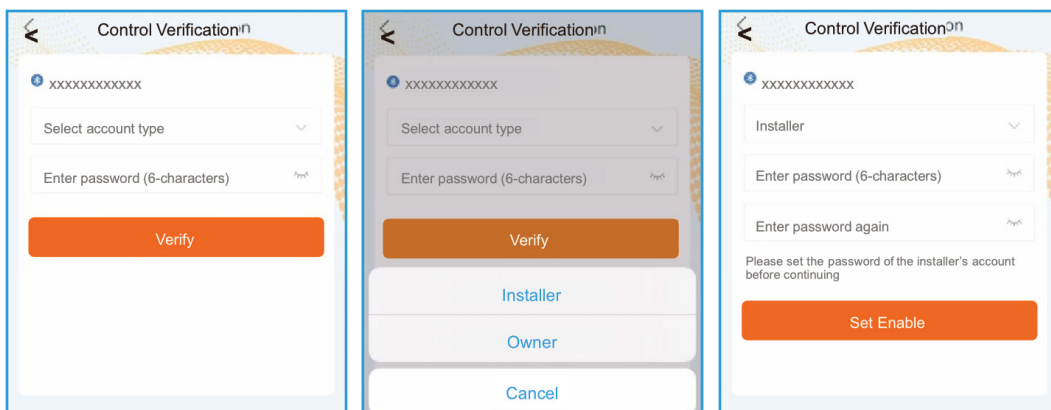 Control Verification
xxxxxxxxxxxx
Select account type
Enter password (6-characters)
Verify
Control Verification
xxxxxxxxxxxx
Select account type
Enter password (6-characters)
Verify
Installer
Owner
Cancel
Control Verification
xxxxxxxxxxxx
Installer
Enter password (6-characters)
Enter password again
Please set the password of the installer's account
before continuing
Set Enable